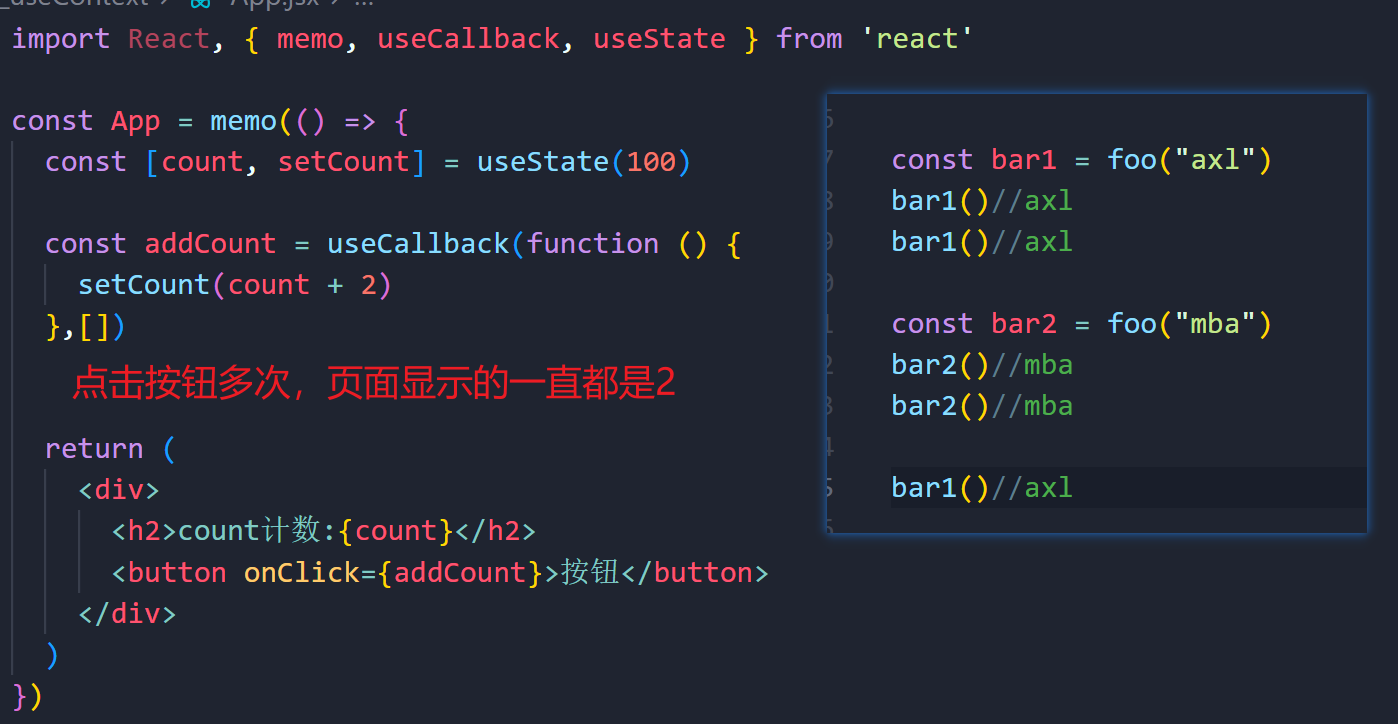 import React, { memo, useCallback, useState } from 'react'
const App = memo(() => {
const [count, setCount] = useState(100)
const addCount = useCallback(function () {
setCount(count + 2)
},[])
点击按钮多次，页面显示的一直都是2
return (
<div>
<h2>count计数:{count}</h2>
<button onClick={addCount}>按钮</button>
</div>
)
})
const bar1 = foo("axl")
bar1()//axl
bar1()//axl
const bar2 = foo("mba")
bar2()//mba
bar2()//mba
bar1()//axl